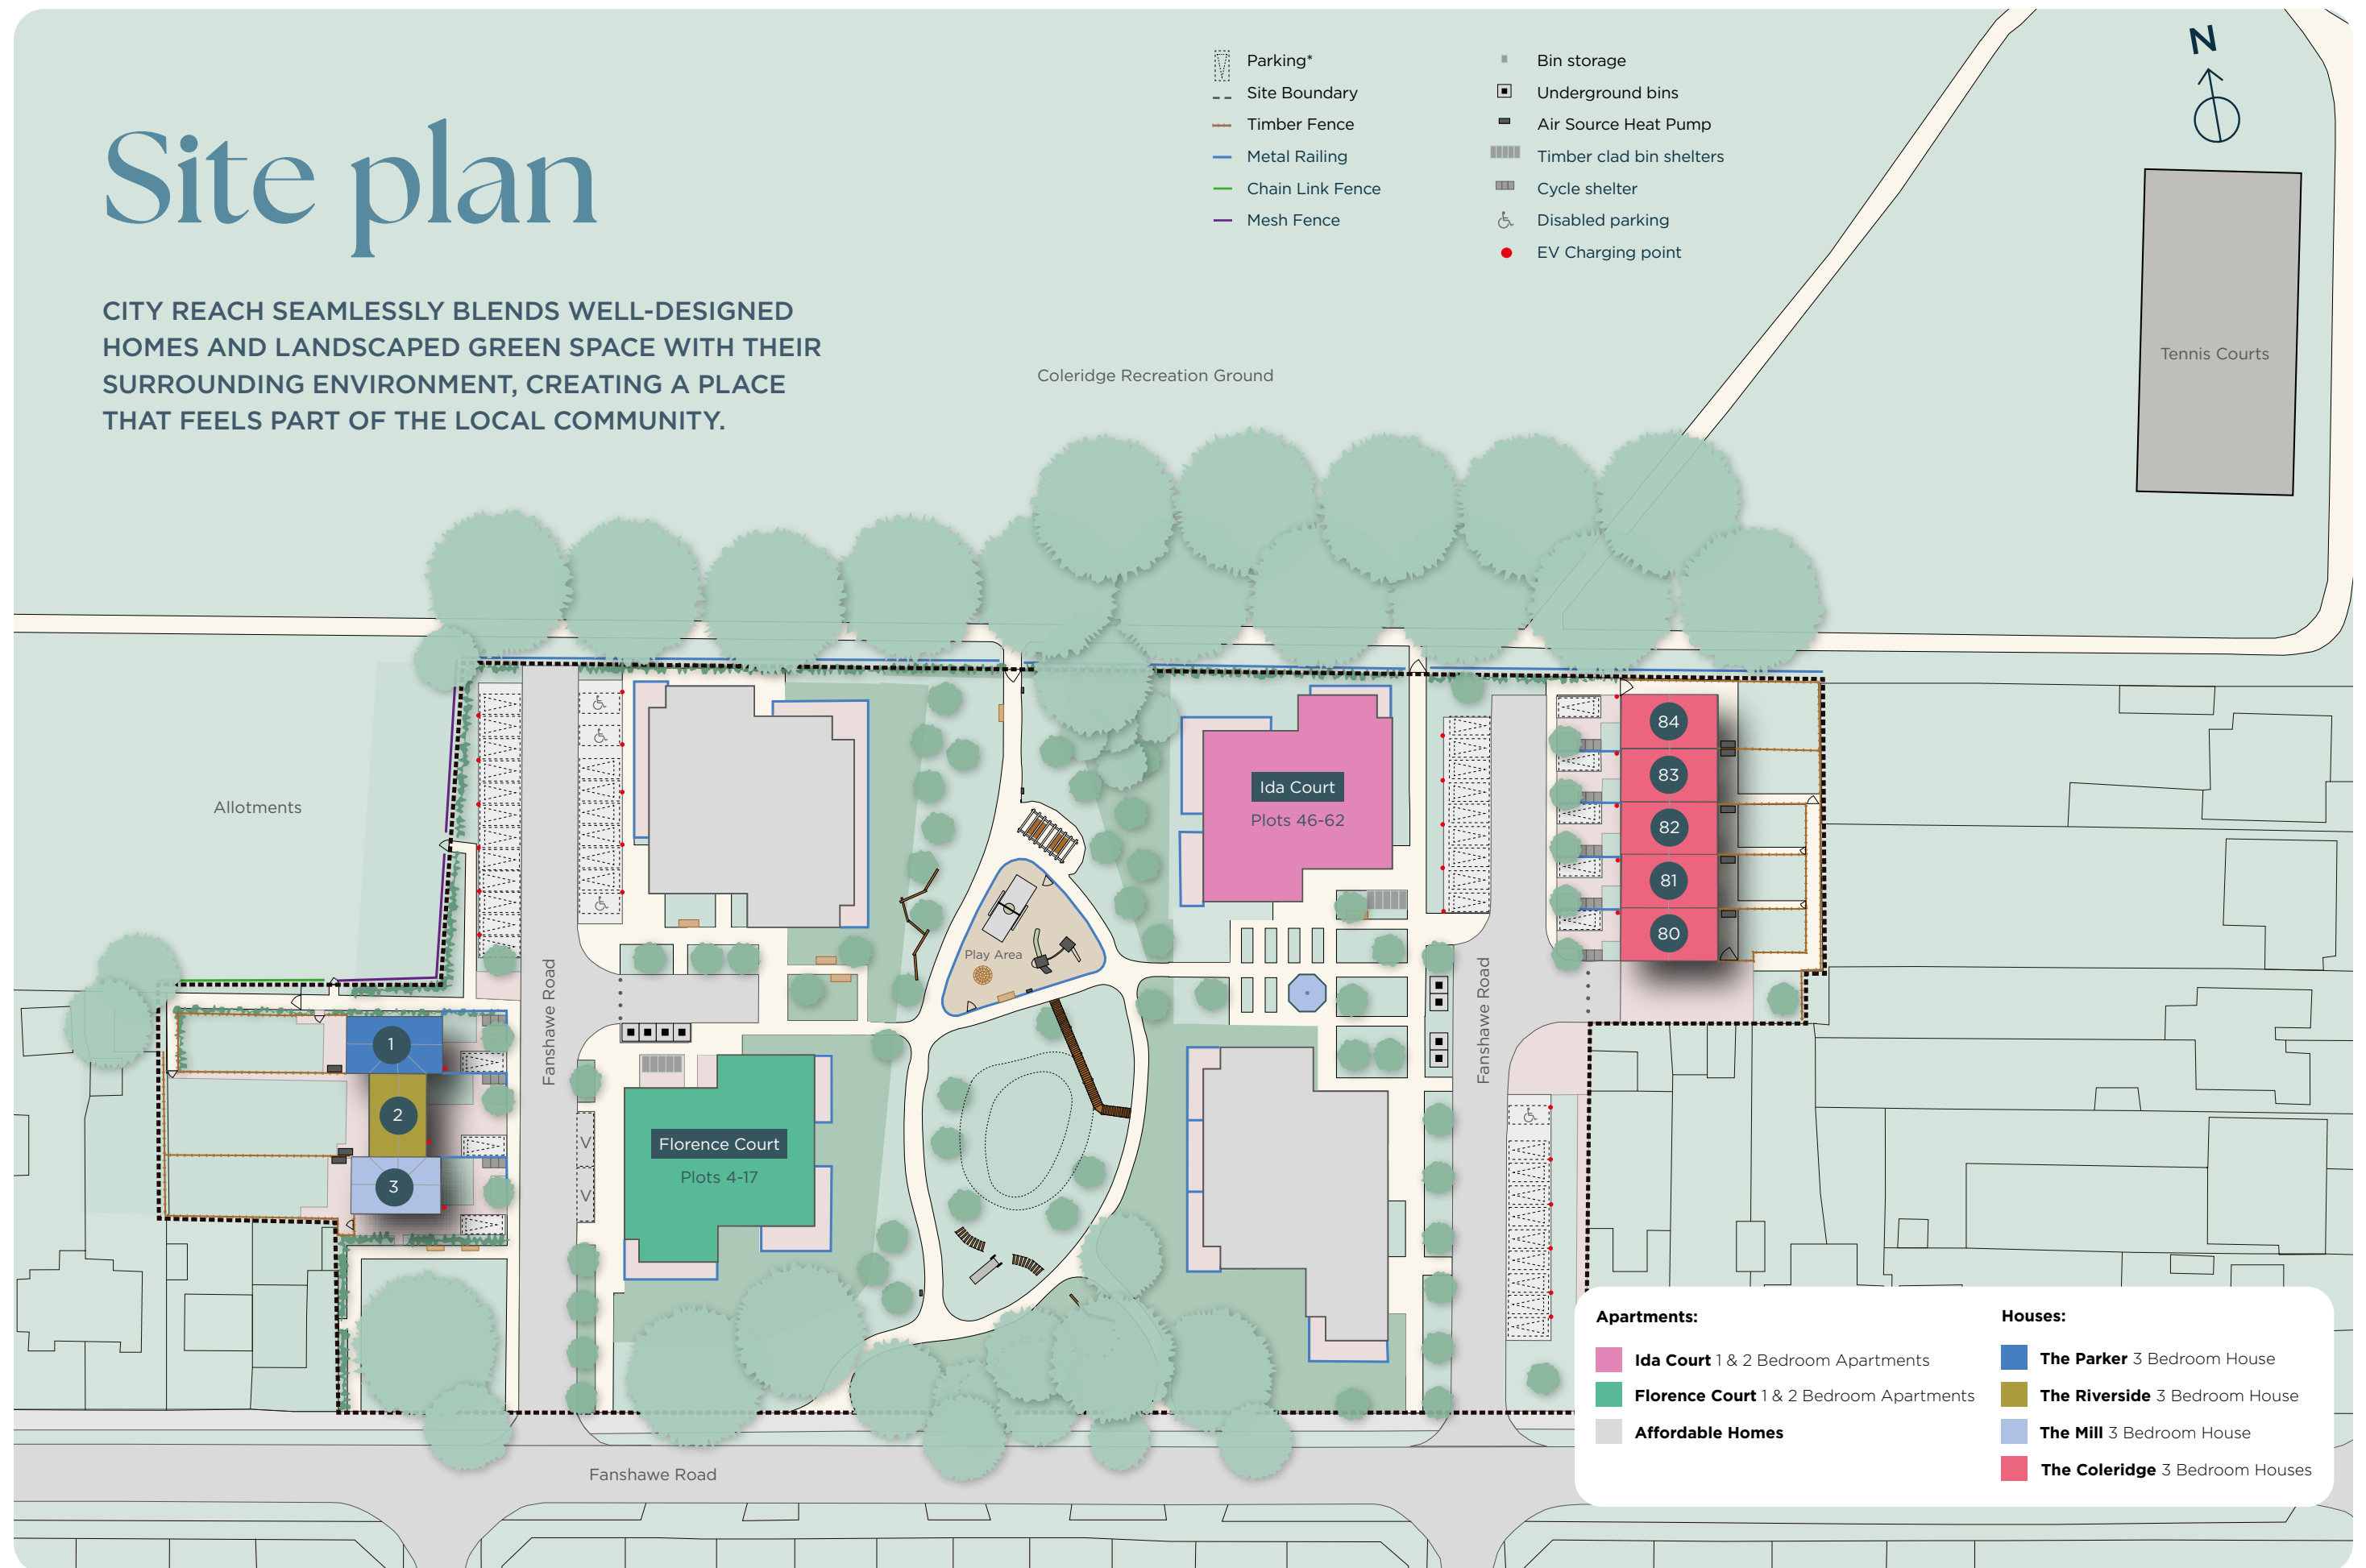 Site plan
CITY REACH SEAMLESSLY BLENDS WELL-DESIGNED
HOMES AND LANDSCAPED GREEN SPACE WITH THEIR
SURROUNDING ENVIRONMENT, CREATING A PLACE
THAT FEELS PART OF THE LOCAL COMMUNITY.
Parking*
Site Boundary
Timber Fence
Metal Railing
Chain Link Fence
Mesh Fence
Bin storage
Underground bins
Air Source Heat Pump
Timber clad bin shelters
Cycle shelter
Disabled parking
EV Charging point
N
Tennis Courts
Coleridge Recreation Ground
Allotments
Ida Court
Plots 46-62
84
83
82
81
80
Play Area
Fanshawe Road
Fanshawe Road
1
2
3
V
V
Florence Court
Plots 4-17
Fanshawe Road
Apartments:
Ida Court 1 & 2 Bedroom Apartments
Florence Court 1 & 2 Bedroom Apartments
Affordable Homes
Houses:
The Parker 3 Bedroom House
The Riverside 3 Bedroom House
The Mill 3 Bedroom House
The Coleridge 3 Bedroom Houses